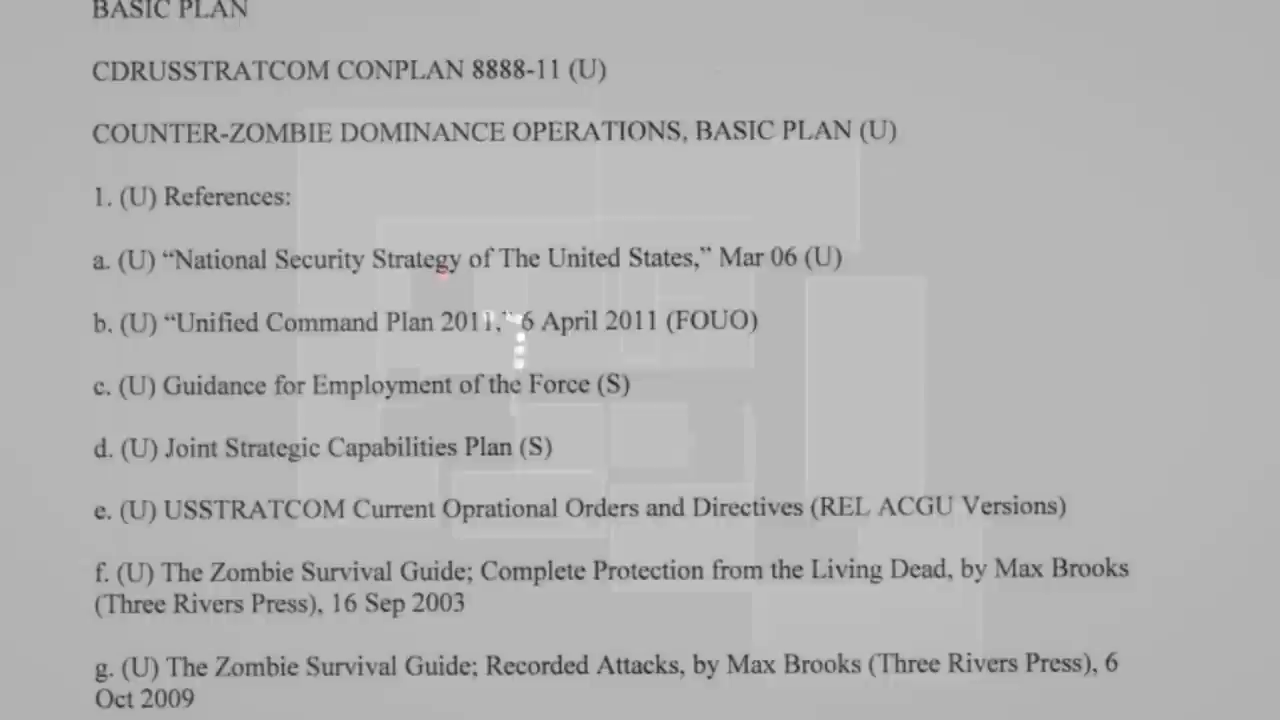 BASIC PLAN
CDRUSSTRATCOM CONPLAN 8888-11 (U)
COUNTER-ZOMBIE DOMINANCE OPERATIONS, BASIC PLAN (U)
1. (U) References:
a. (U) “National Security Strategy of The United States,” Mar 06 (U)
b. (U) “Unified Command Plan 2011,” 6 April 2011 (FOUO)
c. (U) Guidance for Employment of the Force (S)
d. (U) Joint Strategic Capabilities Plan (S)
e. (U) USSTRATCOM Current Oprational Orders and Directives (REL ACGU Versions)
f. (U) The Zombie Survival Guide; Complete Protection from the Living Dead, by Max Brooks
(Three Rivers Press), 16 Sep 2003
g. (U) The Zombie Survival Guide; Recorded Attacks, by Max Brooks (Three Rivers Press), 6
Oct 2009